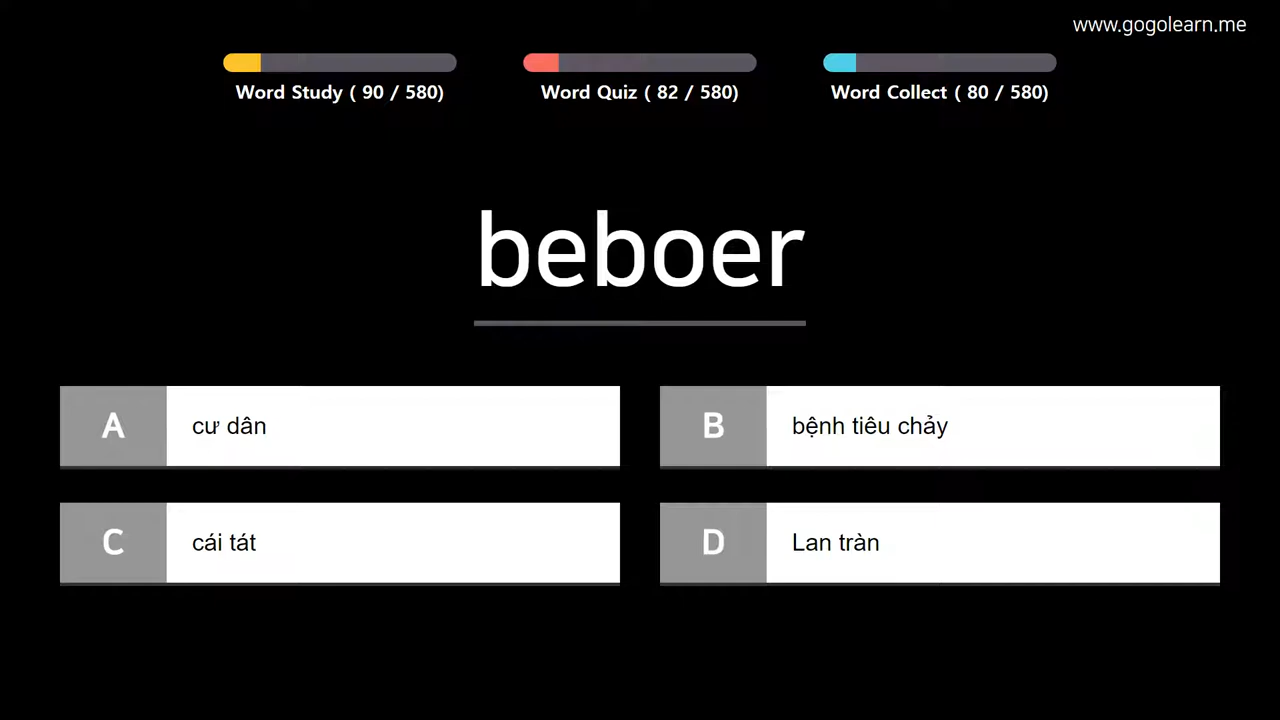 www.gogolearn.me
Word Study ( 90 / 580)
Word Quiz ( 82 / 580)
Word Collect ( 80 / 580)
beboer
A cư dân
B bệnh tiêu chảy
C cái tát
D Lan tràn